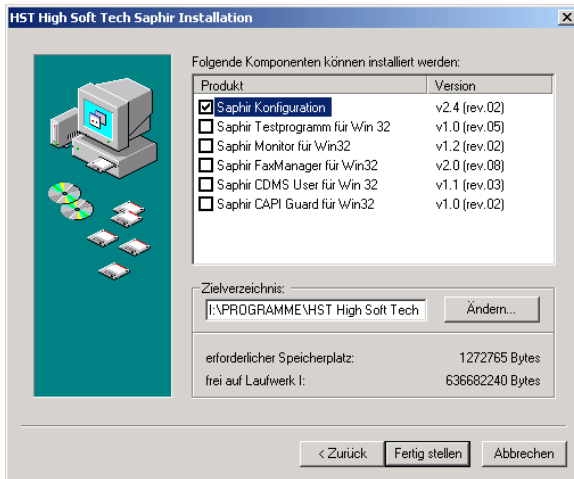 HST High Soft Tech Saphir Installation
Folgende Komponenten können installiert werden:
Produkt Version
Saphir Konfiguration v2.4 (rev.02)
Saphir Testprogramm für Win 32 v1.0 (rev.05)
Saphir Monitor für Win32 v1.2 (rev.02)
Saphir FaxManager für Win32 v2.0 (rev.08)
Saphir CDMS User für Win 32 v1.1 (rev.03)
Saphir CAPI Guard für Win32 v1.0 (rev.02)
Zielverzeichnis:
I:\PROGRAMME\HST High Soft Tech Ändern...
erforderlicher Speicherplatz: 1272765 Bytes
frei auf Laufwerk I: 636682240 Bytes
< Zurück Fertig stellen Abbrechen